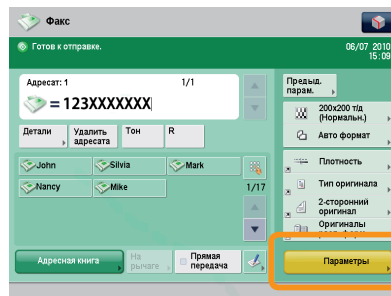 Факс
Готов к отправке.
06/07 2010
15:09
Адресат: 1
1/1
= 123XXXXXXX
Детали
Удалить
адресата
Тон
R
John
Silvia
Mark
Nancy
Mike
1/17
Адресная книга
На
рычаге
Прямая
передача
Предыд.
парам.
200x200 т/д
(Нормальн.)
Авто формат
Плотность
Тип оригинала
2-сторонний
оригинал
Оригиналы
Параметры